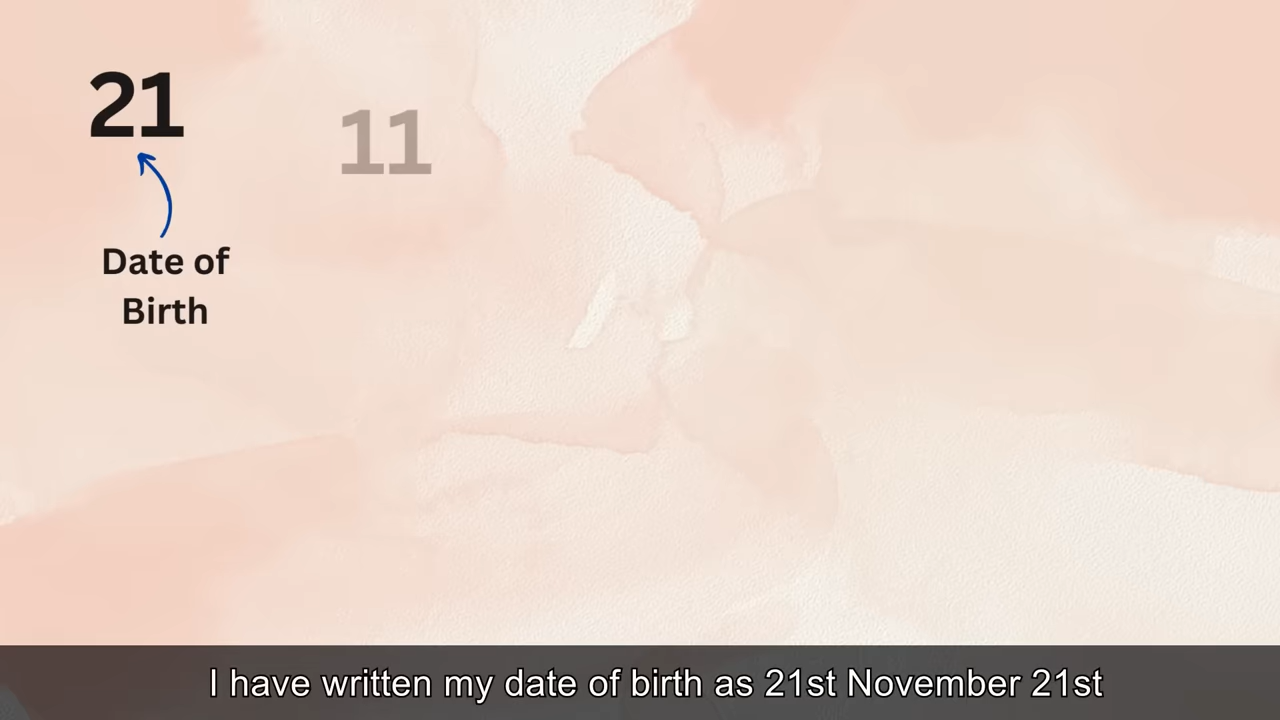 21
11
Date of
Birth
I have written my date of birth as 21st November 21st